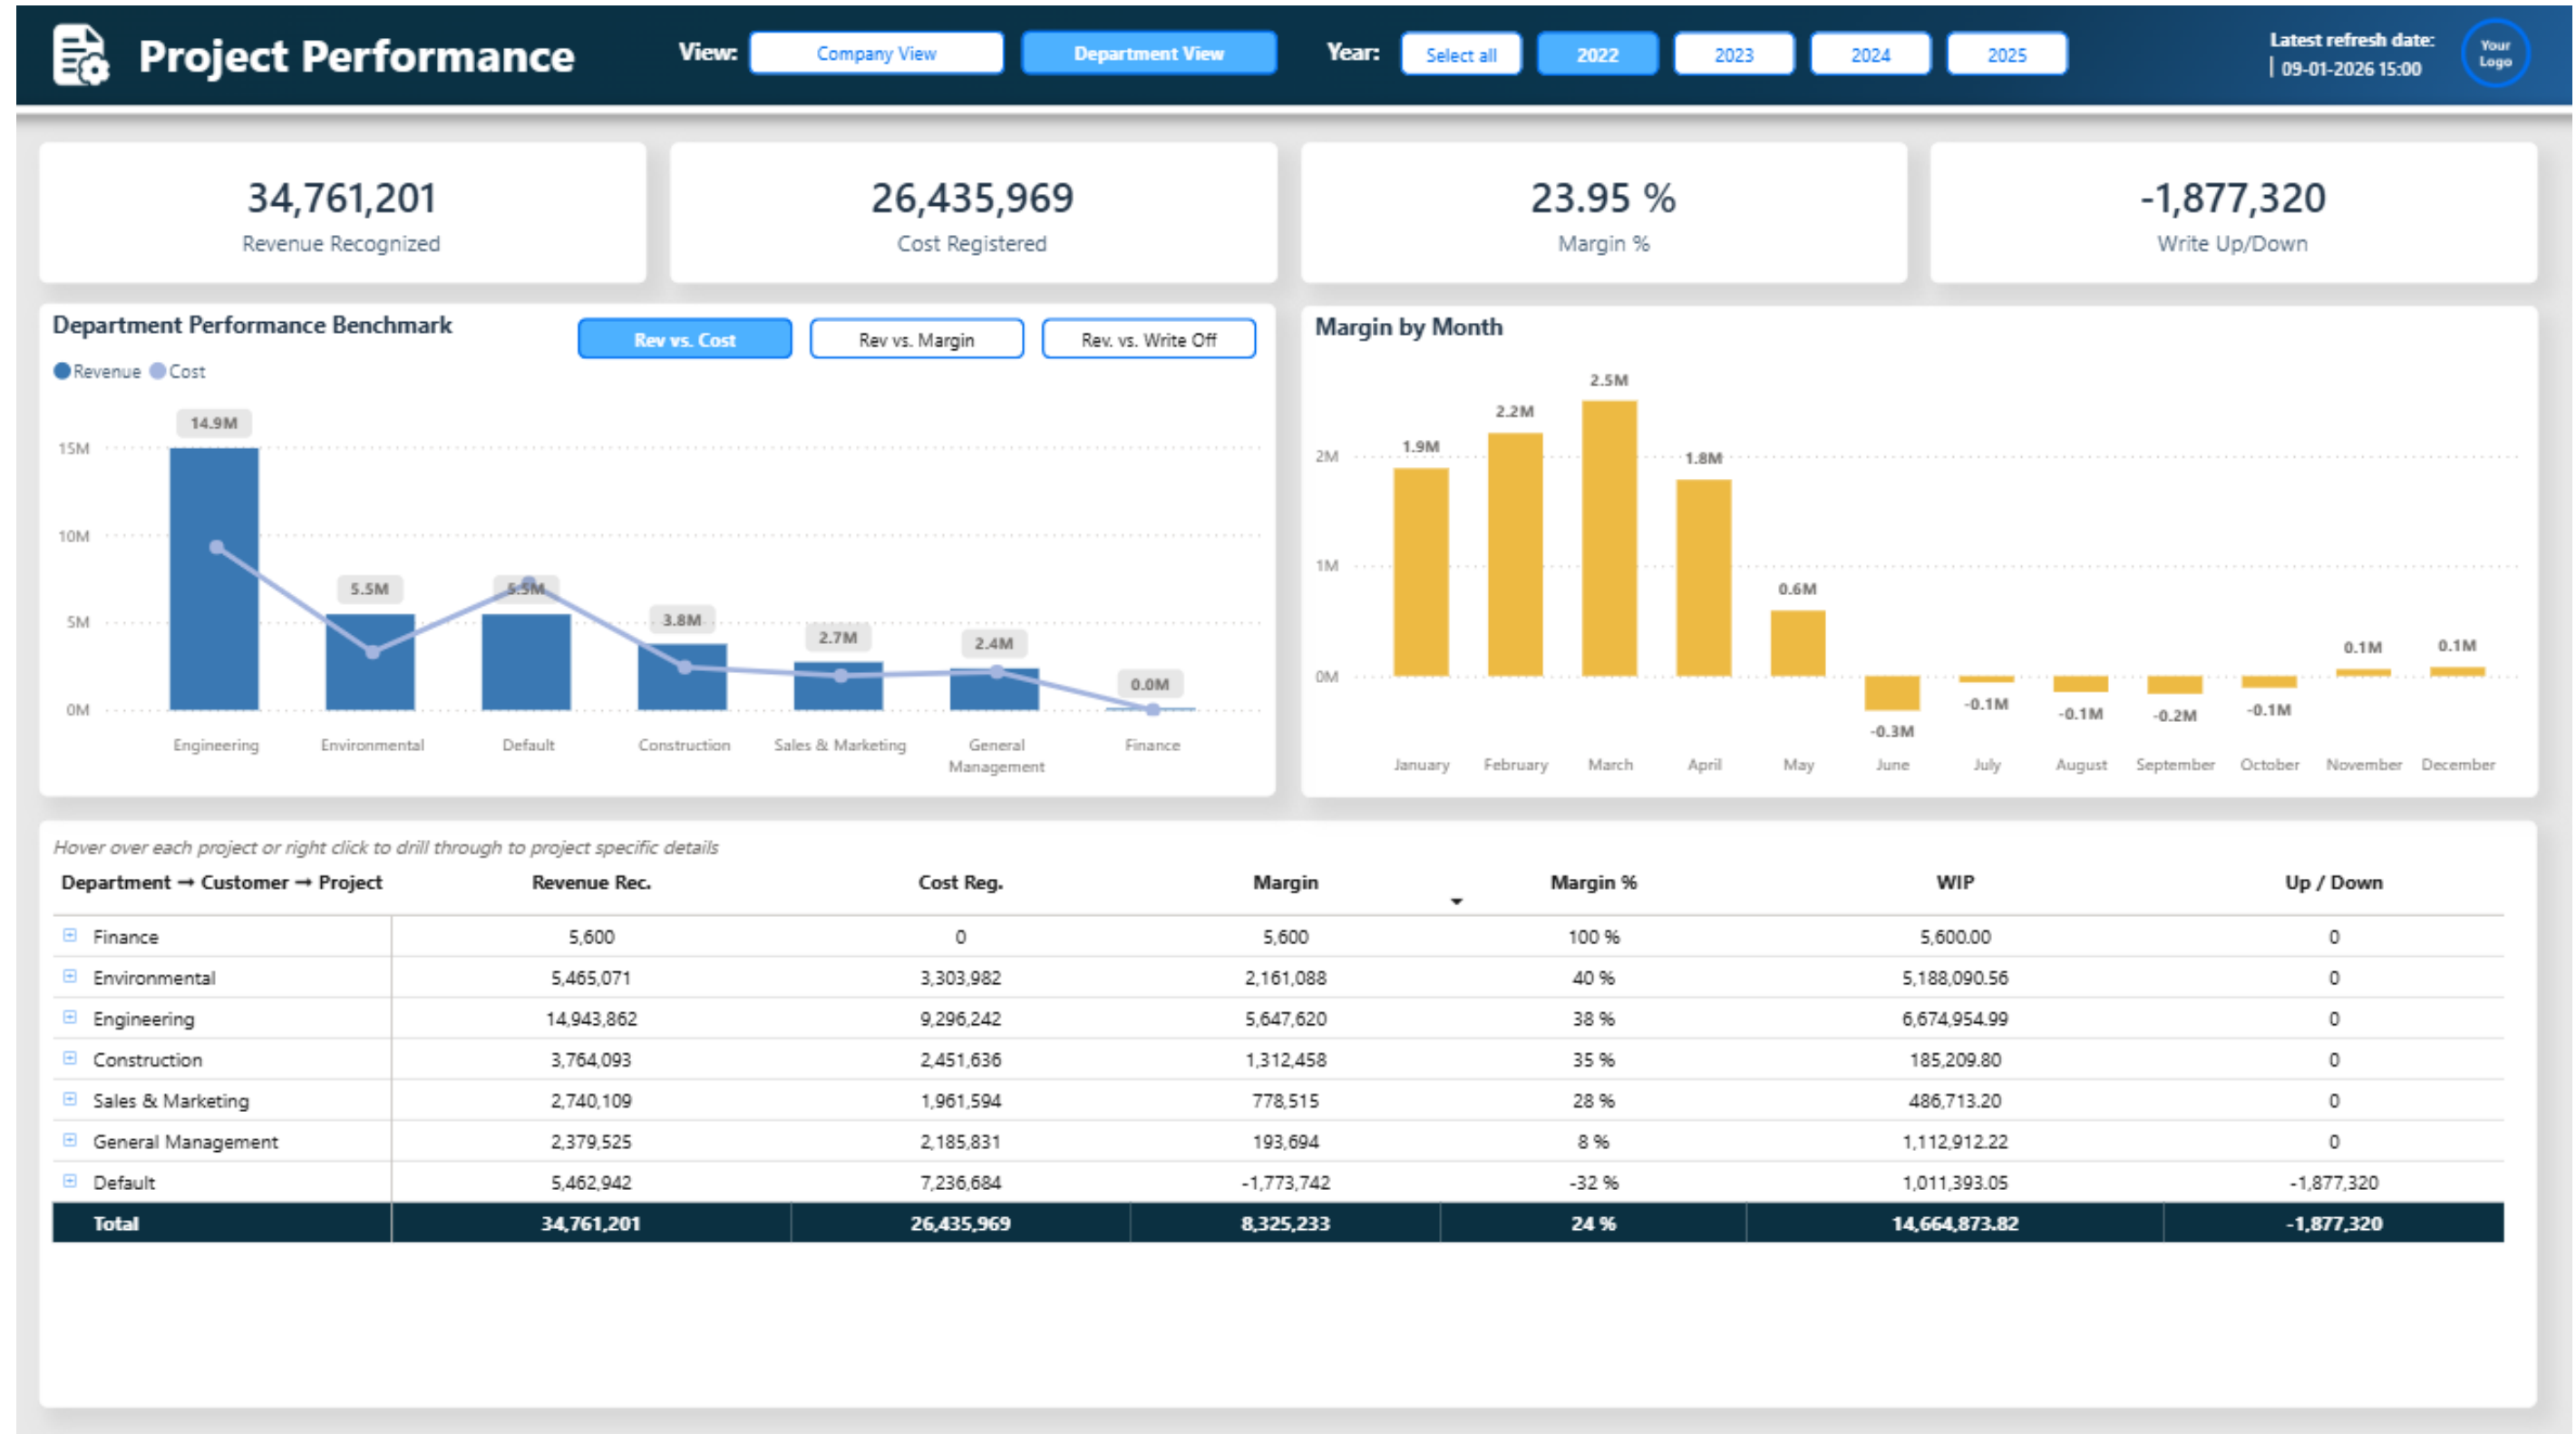 Project Performance
View: Company View Department View
Year: Select all 2022 2023 2024 2025
Latest refresh date:
09-01-2026 15:00
Your
Logo
34,761,201
Revenue Recognized
26,435,969
Cost Registered
23.95 %
Margin %
-1,877,320
Write Up/Down
Department Performance Benchmark
Rev vs. Cost Rev vs. Margin Rev. vs. Write Off
Revenue Cost
15M
10M
5M
0M
14.9M
5.5M
5.5M
3.8M
2.7M
2.4M
0.0M
Engineering Environmental Default Construction Sales & Marketing General Management Finance
Margin by Month
2M
1M
0M
1.9M
2.2M
2.5M
1.8M
0.6M
-0.3M
-0.1M
-0.1M
-0.2M
-0.1M
0.1M
0.1M
January February March April May June July August September October November December
Hover over each project or right click to drill through to project specific details
Department → Customer → Project Revenue Rec. Cost Reg. Margin Margin % WIP Up / Down
Finance 5,600 0 5,600 100 % 5,600.00 0
Environmental 5,465,071 3,303,982 2,161,088 40 % 5,188,090.56 0
Engineering 14,943,862 9,296,242 5,647,620 38 % 6,674,954.99 0
Construction 3,764,093 2,451,636 1,312,458 35 % 185,209.80 0
Sales & Marketing 2,740,109 1,961,594 778,515 28 % 486,713.20 0
General Management 2,379,525 2,185,831 193,694 8 % 1,112,912.22 0
Default 5,462,942 7,236,684 -1,773,742 -32 % 1,011,393.05 -1,877,320
Total 34,761,201 26,435,969 8,325,233 24 % 14,664,873.82 -1,877,320